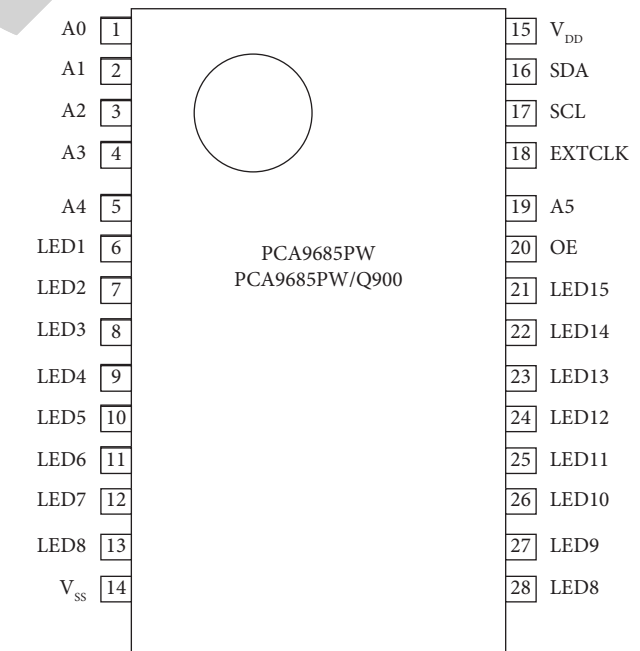 A0 1 15 V_DD
A1 2 16 SDA
A2 3 17 SCL
A3 4 18 EXTCLK
A4 5 19 A5
LED1 6 20 OE
PCA9685PW
PCA9685PW/Q900
LED2 7 21 LED15
LED3 8 22 LED14
LED4 9 23 LED13
LED5 10 24 LED12
LED6 11 25 LED11
LED7 12 26 LED10
LED8 13 27 LED9
V_SS 14 28 LED8